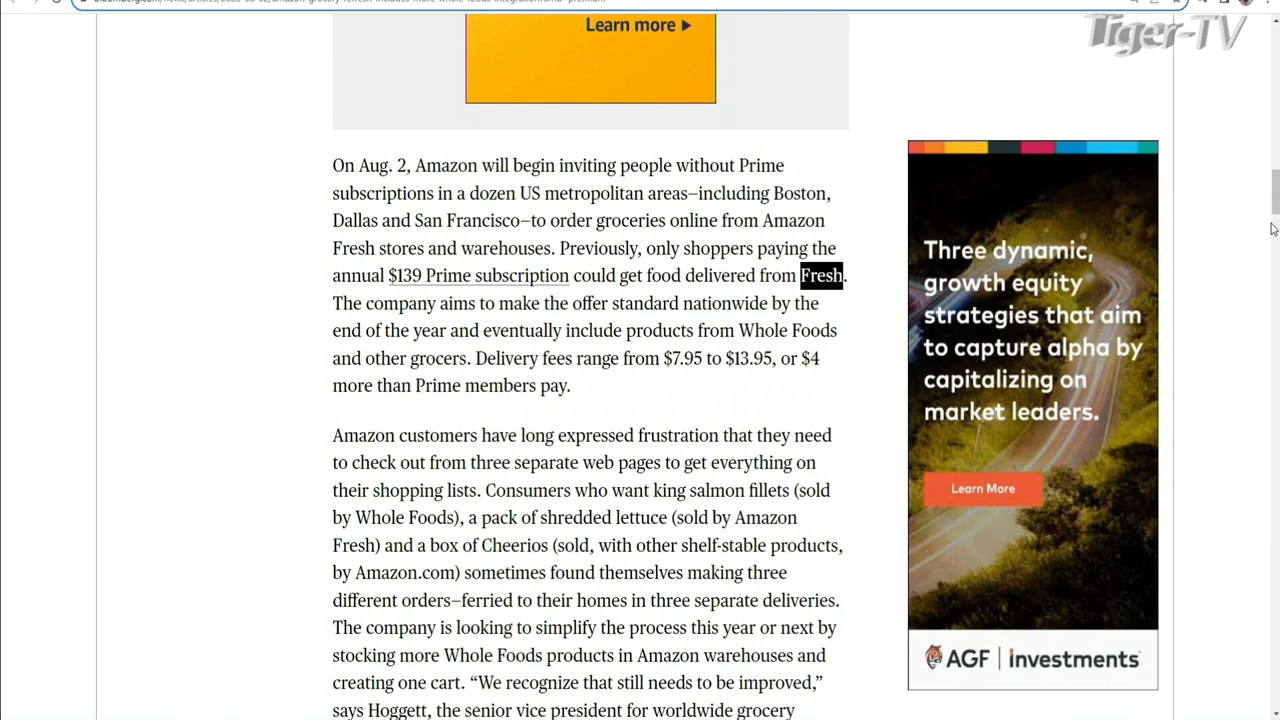 Tiger-TV
Learn more ▶
On Aug. 2, Amazon will begin inviting people without Prime
subscriptions in a dozen US metropolitan areas—including Boston,
Dallas and San Francisco—to order groceries online from Amazon
Fresh stores and warehouses. Previously, only shoppers paying the
annual $139 Prime subscription could get food delivered from Fresh.
The company aims to make the offer standard nationwide by the
end of the year and eventually include products from Whole Foods
and other grocers. Delivery fees range from $7.95 to $13.95, or $4
more than Prime members pay.
Amazon customers have long expressed frustration that they need
to check out from three separate web pages to get everything on
their shopping lists. Consumers who want king salmon fillets (sold
by Whole Foods), a pack of shredded lettuce (sold by Amazon
Fresh) and a box of Cheerios (sold, with other shelf-stable products,
by Amazon.com) sometimes found themselves making three
different orders—ferried to their homes in three separate deliveries.
The company is looking to simplify the process this year or next by
stocking more Whole Foods products in Amazon warehouses and
creating one cart. “We recognize that still needs to be improved,”
says Hoggett, the senior vice president for worldwide grocery
Three dynamic,
growth equity
strategies that aim
to capture alpha by
capitalizing on
market leaders.
Learn More
AGF | Investments